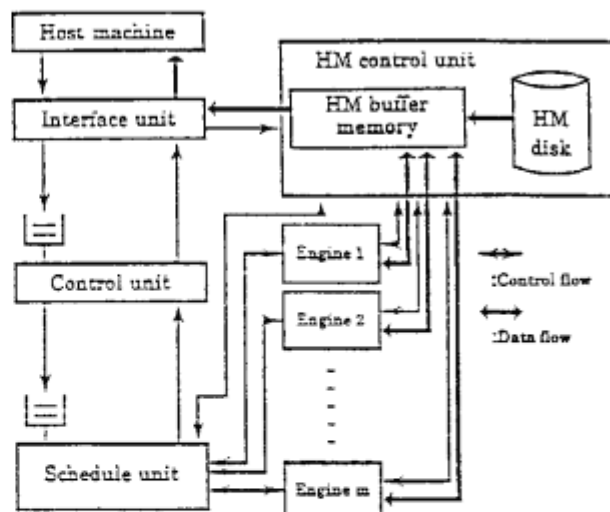 Host machine
HM control unit
HM buffer
memory
HM
disk
Interface unit
Engine 1
:Control flow
Control unit
Engine 2
:Data flow
Schedule unit
Engine m